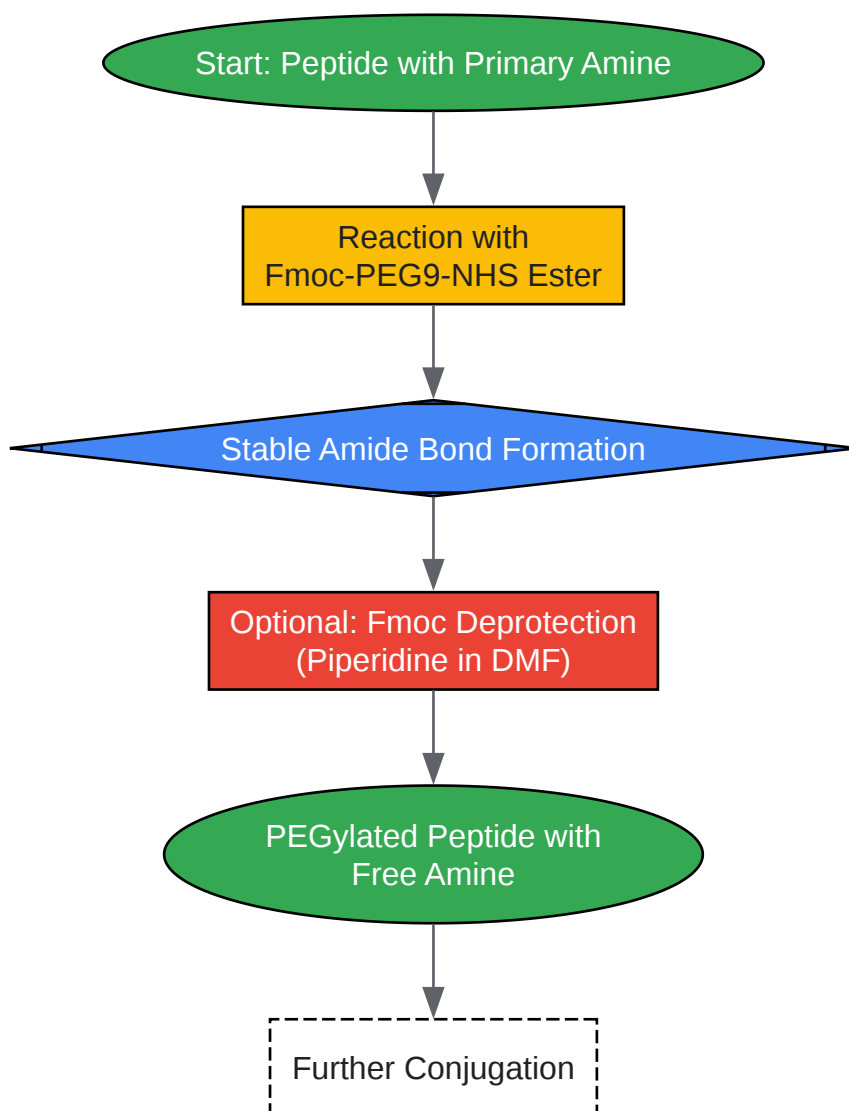 Start: Peptide with Primary Amine
Reaction with
Fmoc-PEG9-NHS Ester
Stable Amide Bond Formation
Optional: Fmoc Deprotection
(Piperidine in DMF)
PEGylated Peptide with
Free Amine
Further Conjugation